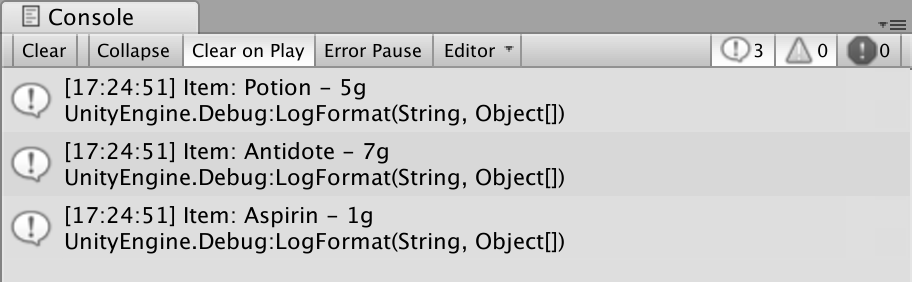 Console
Clear Collapse Clear on Play Error Pause Editor 3 0 0
[17:24:51] Item: Potion – 5g
UnityEngine.Debug:LogFormat(String, Object[])
[17:24:51] Item: Antidote – 7g
UnityEngine.Debug:LogFormat(String, Object[])
[17:24:51] Item: Aspirin – 1g
UnityEngine.Debug:LogFormat(String, Object[])